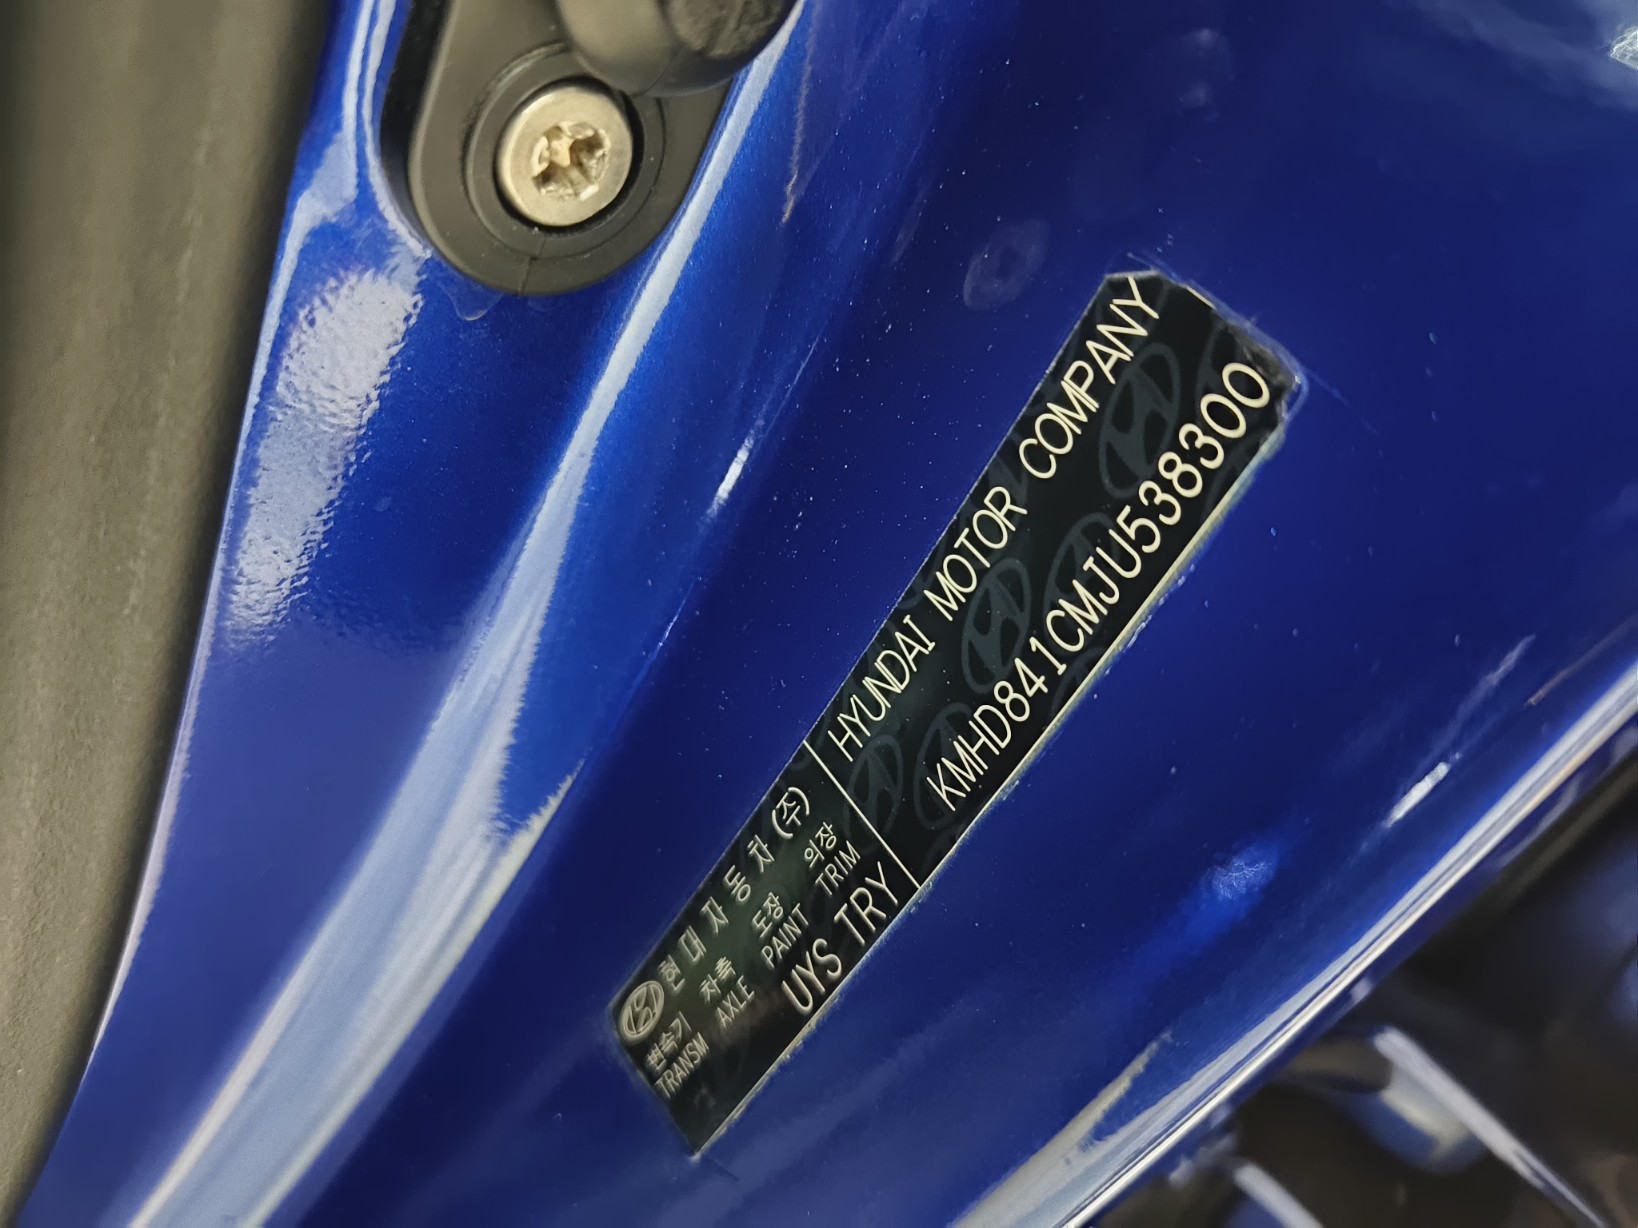 현대자동차(주)
변속기 차축 도장 의장
TRANSM AXLE PAINT TRIM
UYS TRY
HYUNDAI MOTOR COMPANY
KMHD841CMJU538300